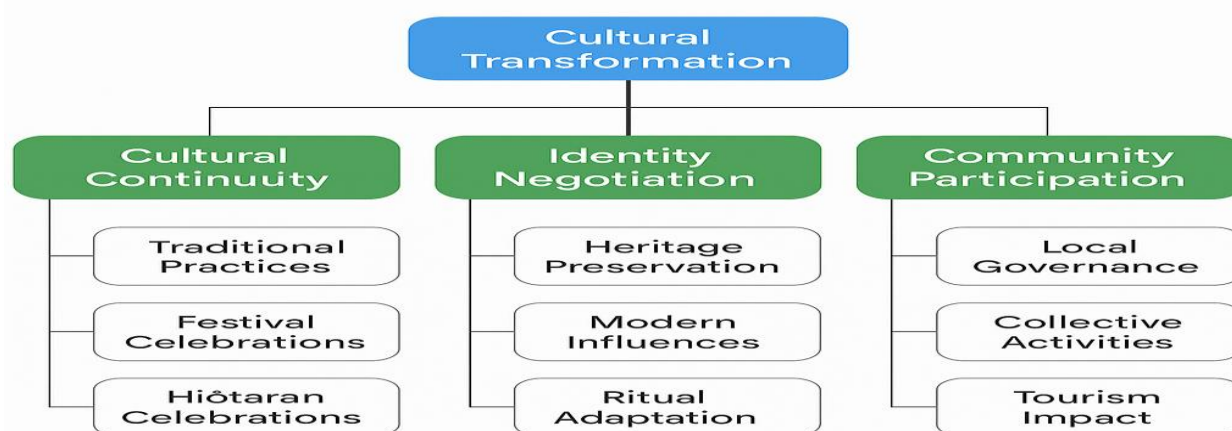 Cultural
Transformation
Cultural
Continuuity
Identity
Negotiation
Community
Participation
Traditional
Practices
Festival
Celebrations
Hiôtaran
Celebrations
Heritage
Preservation
Modern
Influences
Ritual
Adaptation
Local
Governance
Collective
Activities
Tourism
Impact